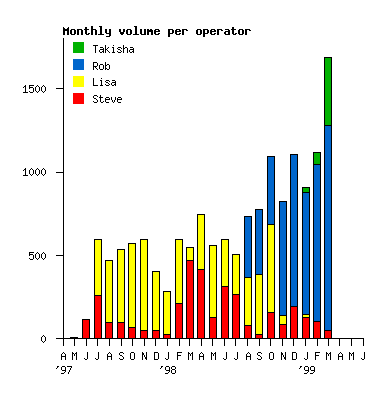 Monthly volume per operator
Takisha
Rob
Lisa
Steve
1500
1000
500
0
A M J J A S O N D J F M A M J J A S O N D J F M A M J
'97 '98 '99